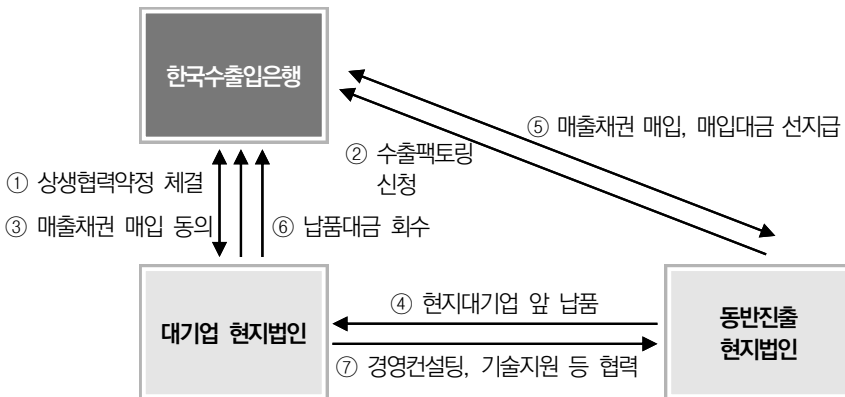 한국수출입은행
⑤ 매출채권 매입, 매입대금 선지급
② 수출팩토링
신청
① 상생협력약정 체결
③ 매출채권 매입 동의
⑥ 납품대금 회수
④ 현지대기업 앞 납품
대기업 현지법인
동반진출
현지법인
⑦ 경영컨설팅, 기술지원 등 협력